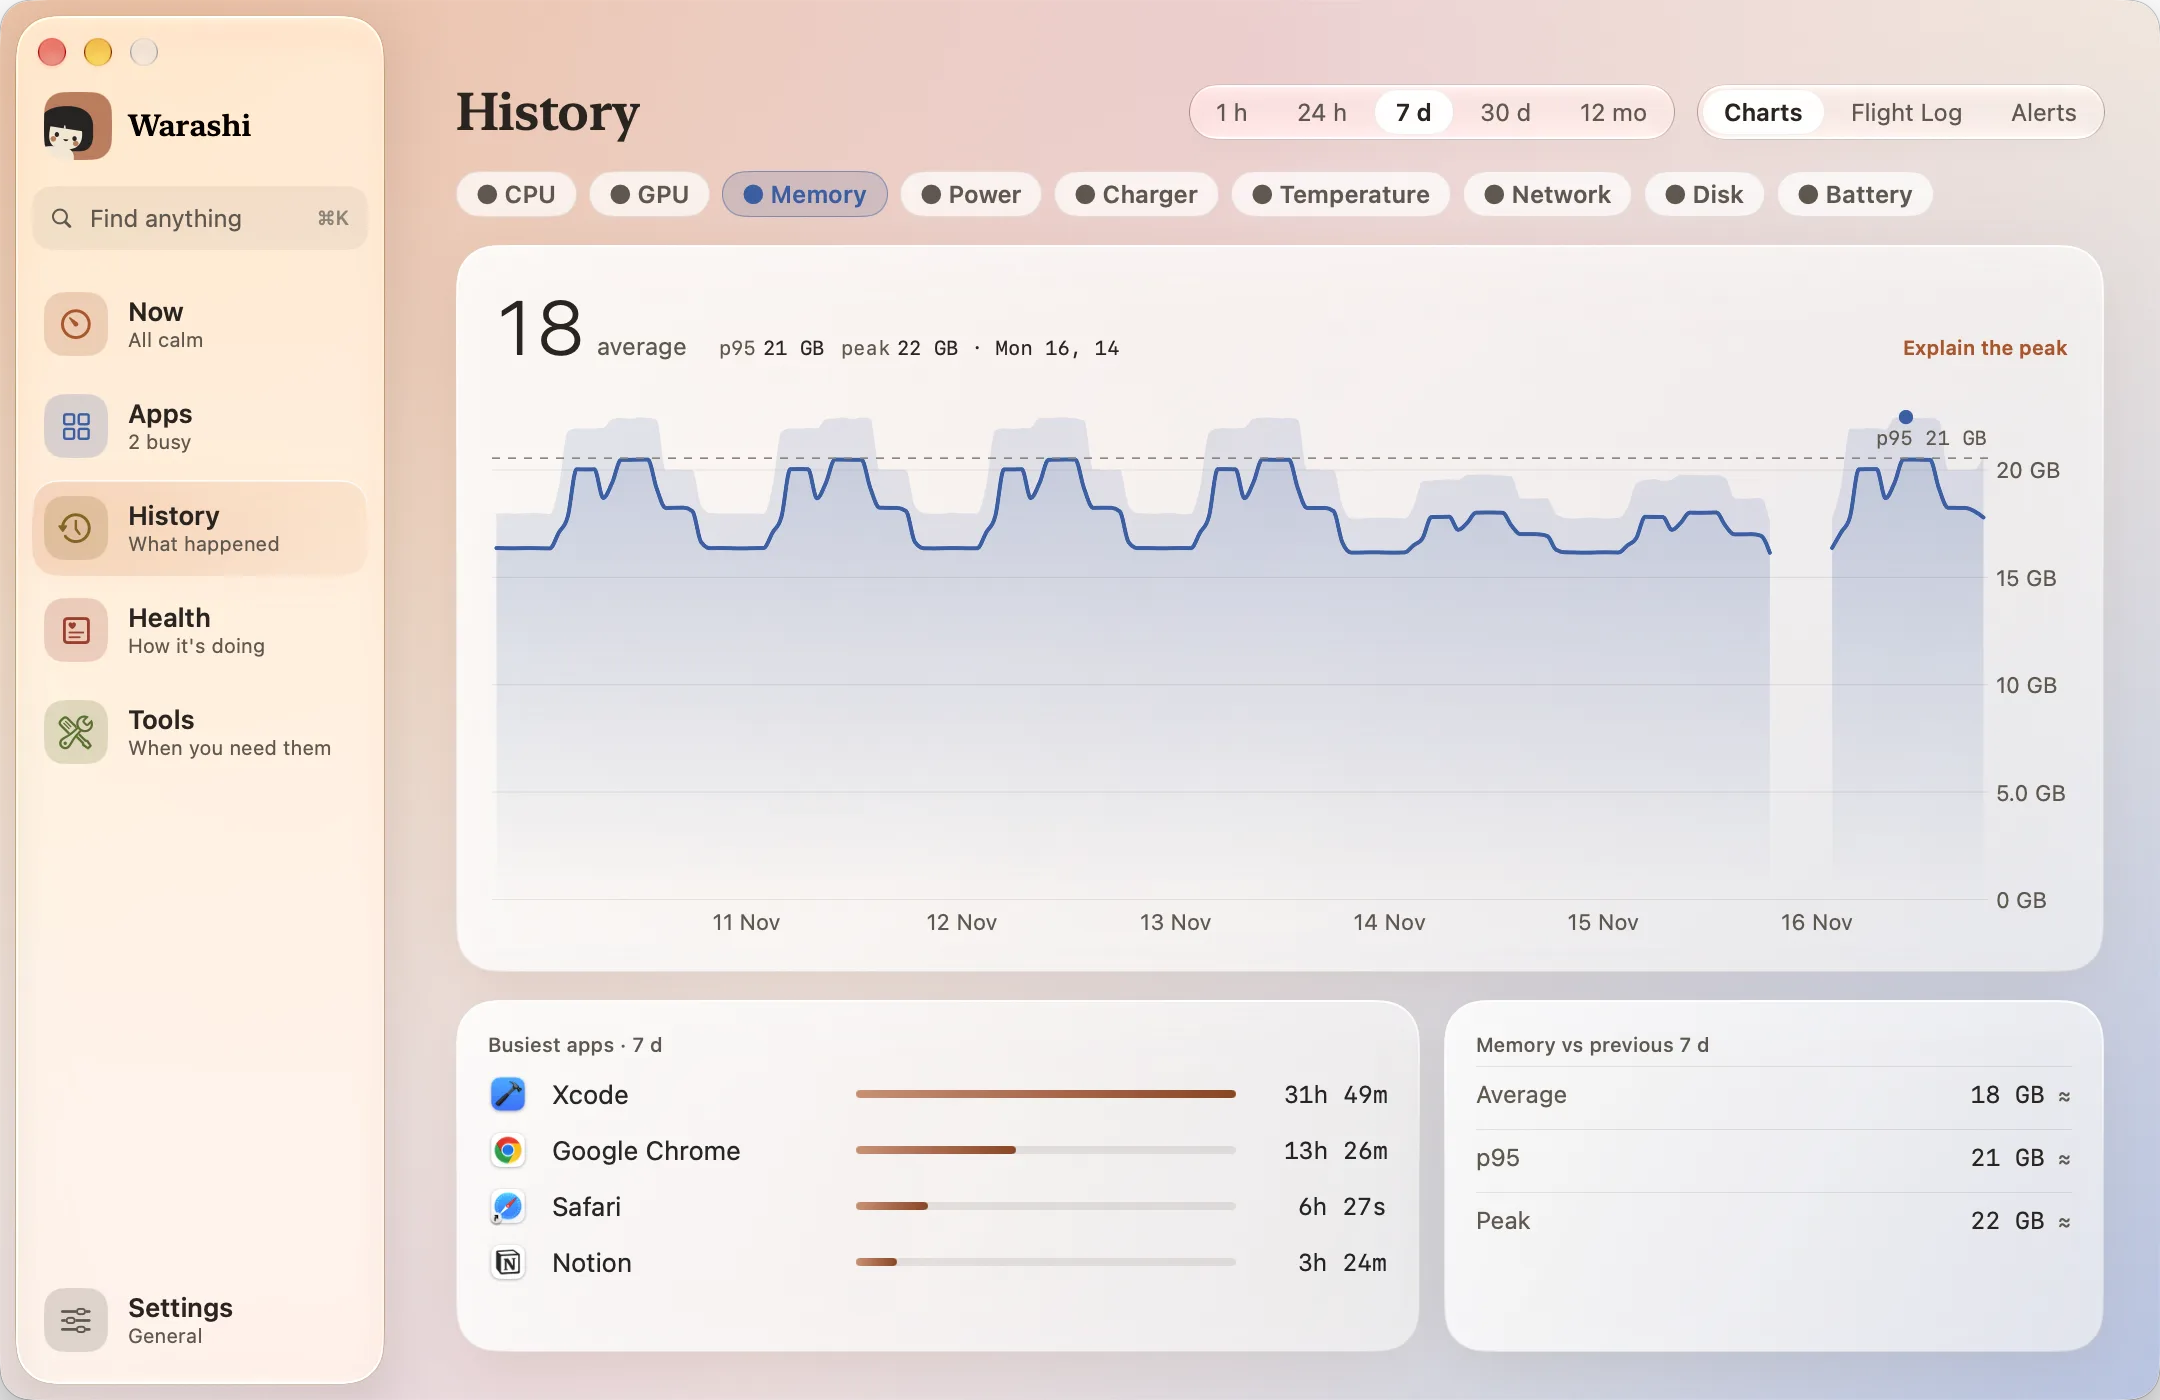 Warashi
Find anything ⌘K
Now
All calm
Apps
2 busy
History
What happened
Health
How it's doing
Tools
When you need them
Settings
General
History
1 h 24 h 7 d 30 d 12 mo
Charts Flight Log Alerts
CPU GPU Memory Power Charger Temperature Network Disk Battery
18 average p95 21 GB peak 22 GB · Mon 16, 14
Explain the peak
p95 21 GB
20 GB
15 GB
10 GB
5.0 GB
0 GB
11 Nov 12 Nov 13 Nov 14 Nov 15 Nov 16 Nov
Busiest apps · 7 d
Xcode 31h 49m
Google Chrome 13h 26m
Safari 6h 27s
Notion 3h 24m
Memory vs previous 7 d
Average 18 GB ≈
p95 21 GB ≈
Peak 22 GB ≈